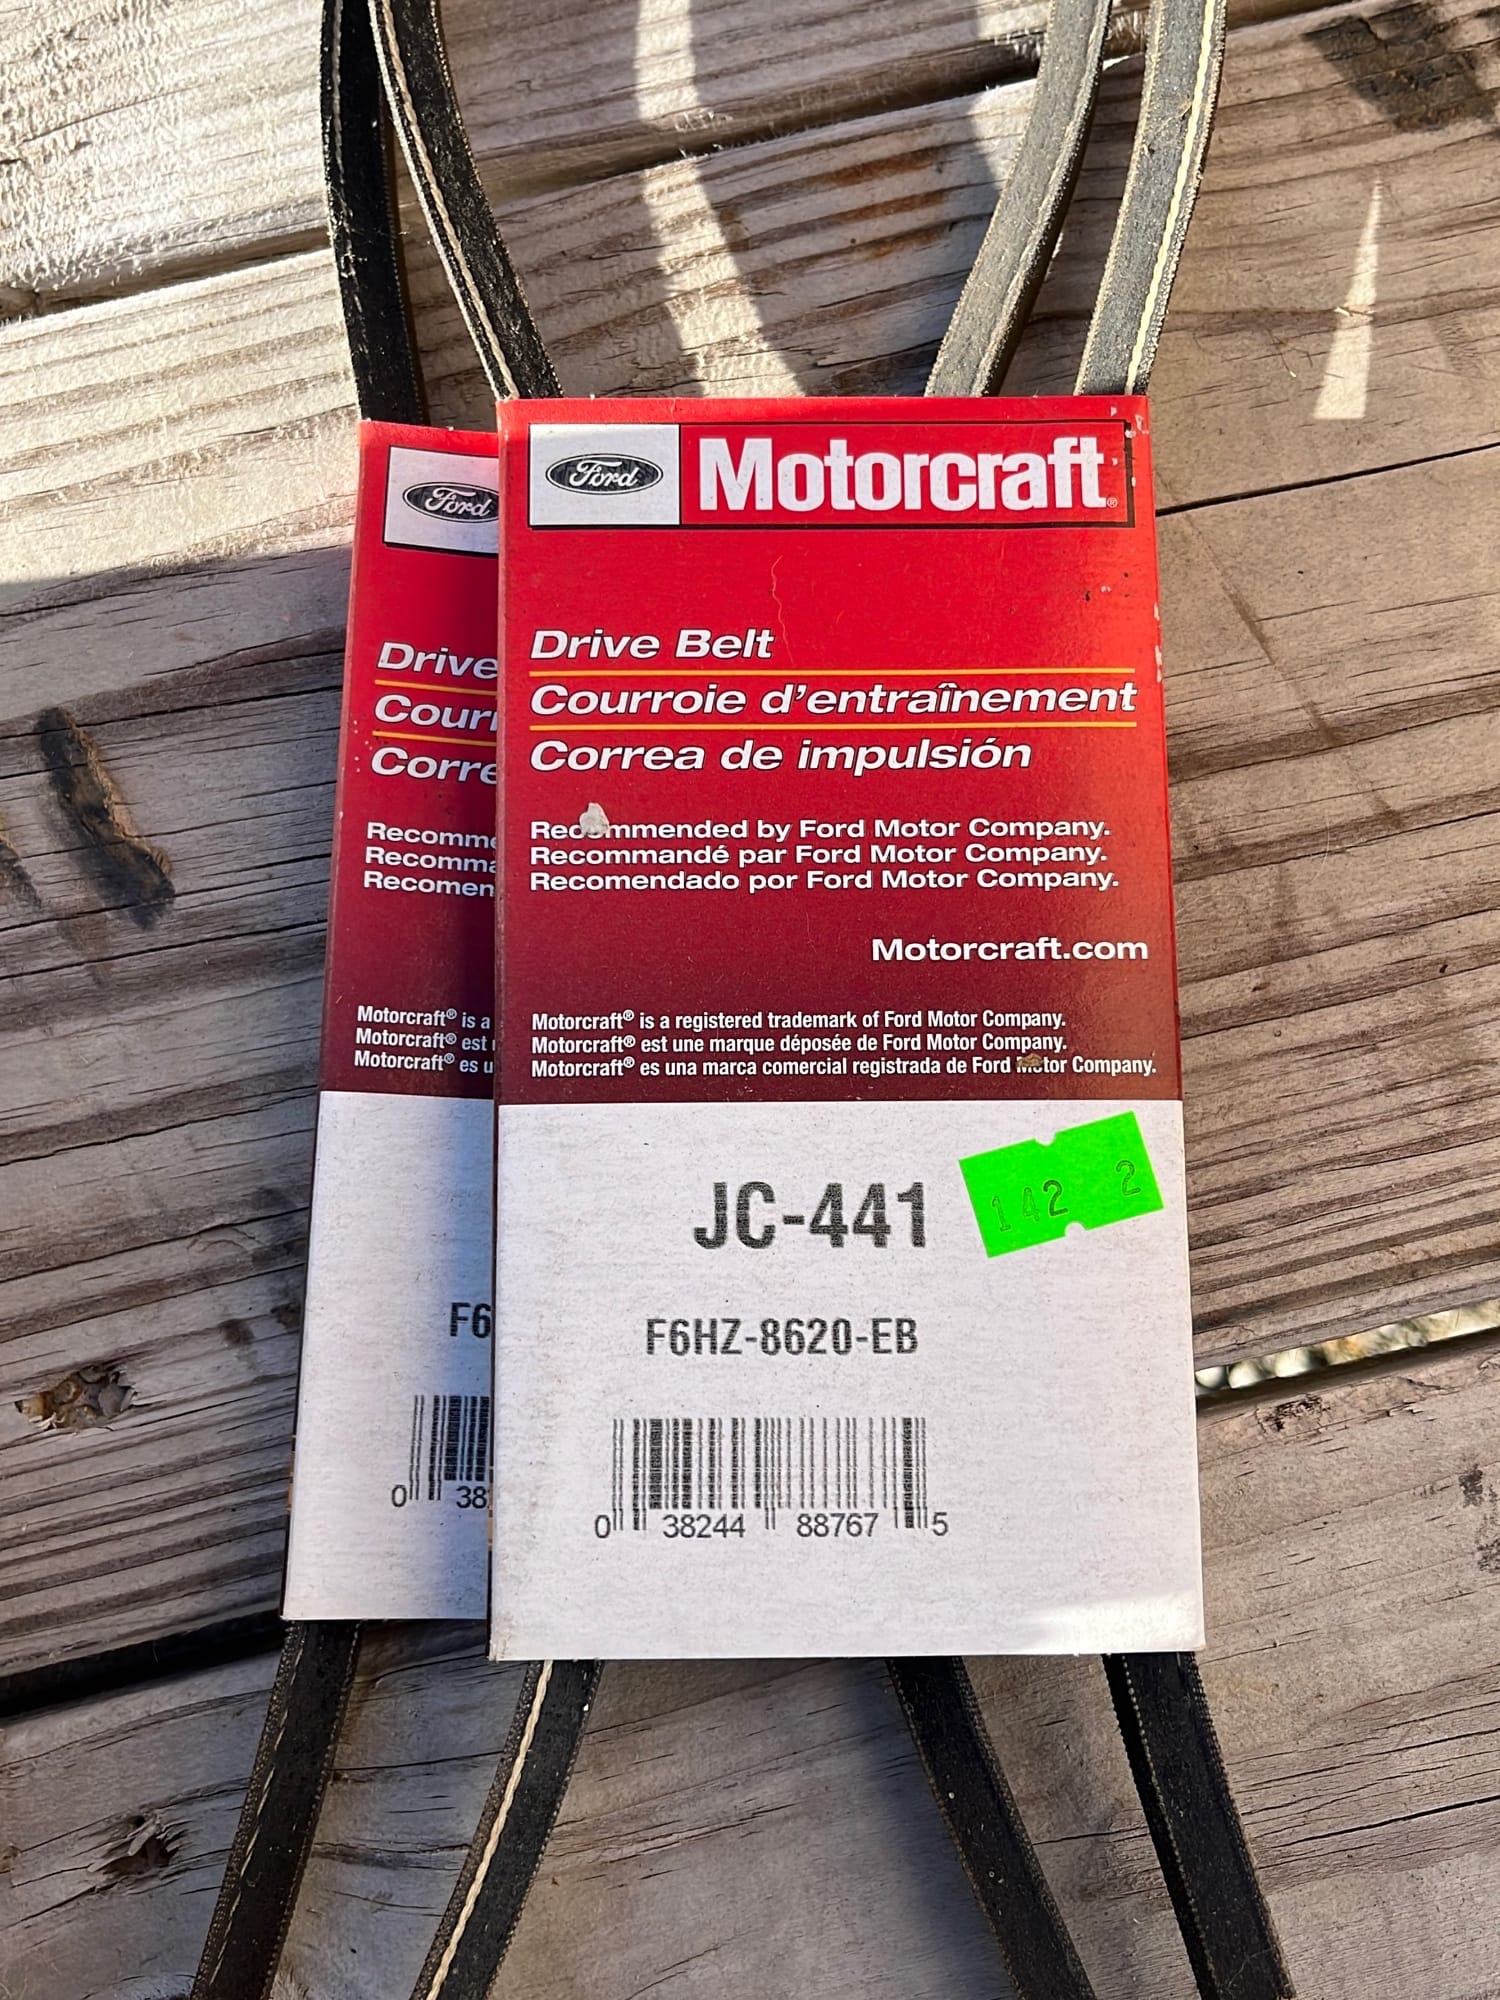 Ford Motorcraft®
Drive Belt
Courroie d'entraînement
Correa de impulsión
Recommended by Ford Motor Company.
Recommandé par Ford Motor Company.
Recomendado por Ford Motor Company.
Motorcraft.com
Motorcraft® is a registered trademark of Ford Motor Company.
Motorcraft® est une marque déposée de Ford Motor Company.
Motorcraft® es una marca comercial registrada de Ford Motor Company.
142 2
JC-441
F6HZ-8620-EB
0 38244 88767 5
Ford
Drive
Cour
Corre
Recomme
Recomma
Recomen
Motorcraft® is a
Motorcraft® est
Motorcraft® es u
F6
0 38